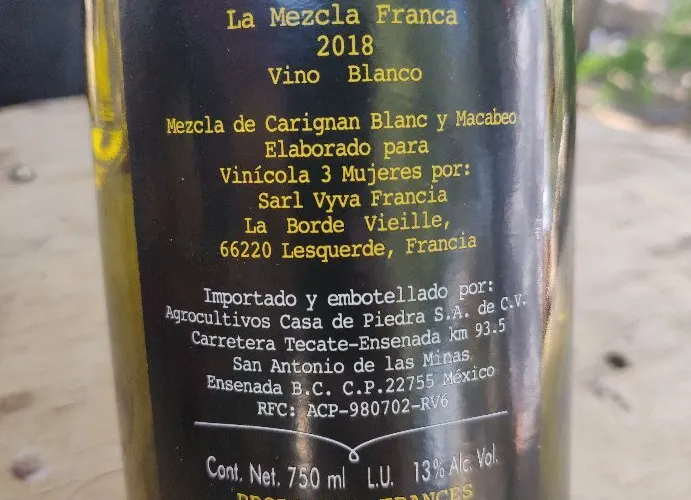 La Mezcla Franca
2018
Vino Blanco
Mezcla de Carignan Blanc y Macabeo
Elaborado para
Vinícola 3 Mujeres por:
Sarl Vyva Francia
La Borde Vieille,
66220 Lesquerde, Francia
Importado y embotellado por:
Agrocultivos Casa de Piedra S.A. de C.V.
Carretera Tecate-Ensenada km 93.5
San Antonio de las Minas
Ensenada B.C. C.P.22755 México
RFC: ACP-980702-RV6
Cont. Net. 750 ml L.U. 13% Alc. Vol.
FRANCES